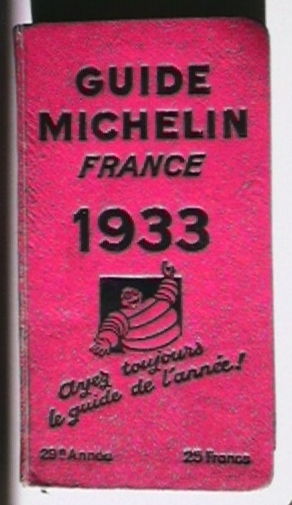 GUIDE
MICHELIN
FRANCE
1933
Ayez toujours
le guide de l'année!
29e Année 25 Francs